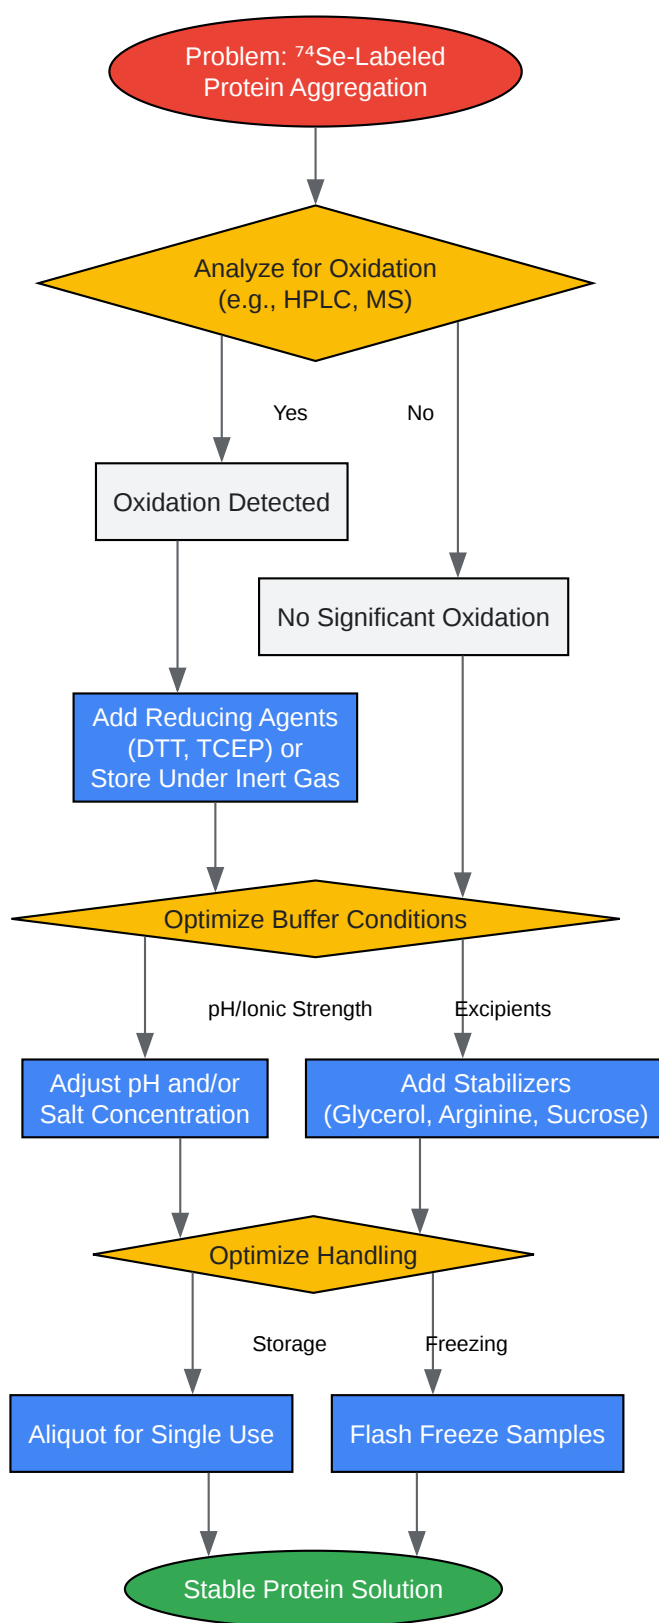 Problem: ⁷⁴Se-Labeled
Protein Aggregation
Analyze for Oxidation
(e.g., HPLC, MS)
Yes
No
Oxidation Detected
No Significant Oxidation
Add Reducing Agents
(DTT, TCEP) or
Store Under Inert Gas
Optimize Buffer Conditions
pH/Ionic Strength
Excipients
Adjust pH and/or
Salt Concentration
Add Stabilizers
(Glycerol, Arginine, Sucrose)
Optimize Handling
Storage
Freezing
Aliquot for Single Use
Flash Freeze Samples
Stable Protein Solution